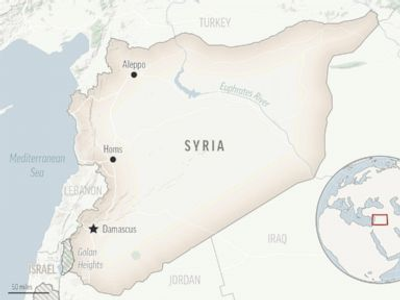 TURKEY
Aleppo
Euphrates River
SYRIA
Homs
Mediterranean
Sea
LEBANON
Damascus
Golan
Heights
IRAQ
ISRAEL
JORDAN
50 miles